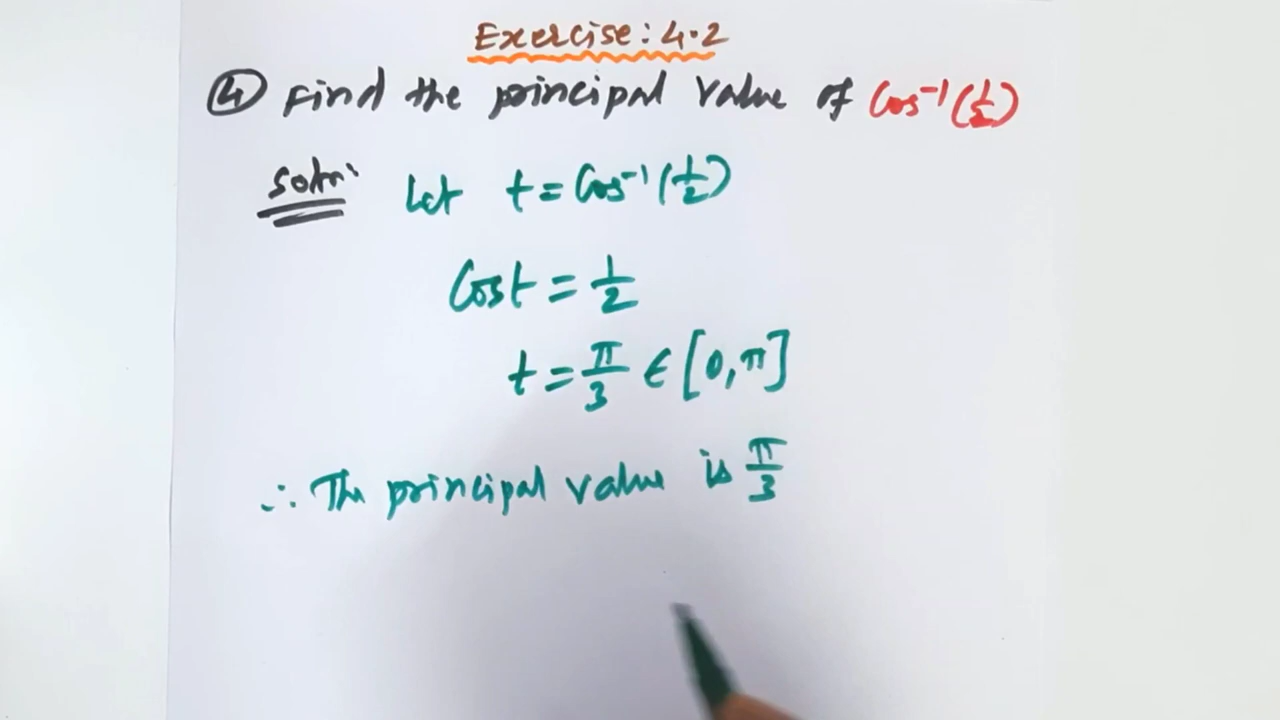 Exercise: 4.2
④ Find the principal value of Cos⁻¹(1/2)
Soln: Let t = Cos⁻¹(1/2)
Cost = 1/2
t = π/3 ∈ [0, π]
∴ The principal value is π/3